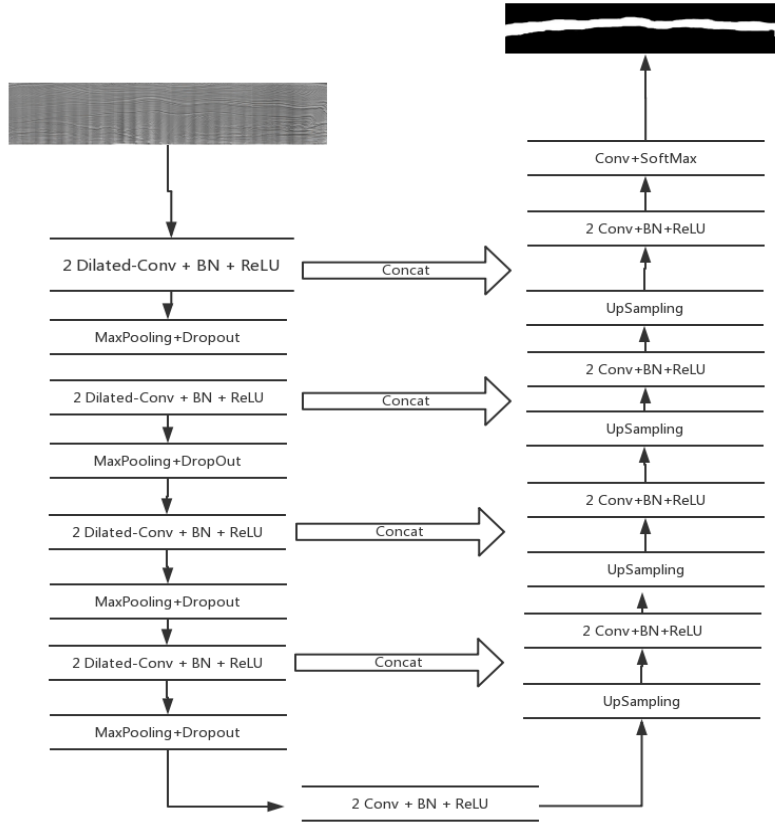 2 Dilated-Conv + BN + ReLU
MaxPooling+Dropout
2 Dilated-Conv + BN + ReLU
MaxPooling+DropOut
2 Dilated-Conv + BN + ReLU
MaxPooling+Dropout
2 Dilated-Conv + BN + ReLU
MaxPooling+Dropout
2 Conv + BN + ReLU
Concat
Concat
Concat
Concat
Conv+SoftMax
2 Conv+BN+ReLU
UpSampling
2 Conv+BN+ReLU
UpSampling
2 Conv+BN+ReLU
UpSampling
2 Conv+BN+ReLU
UpSampling